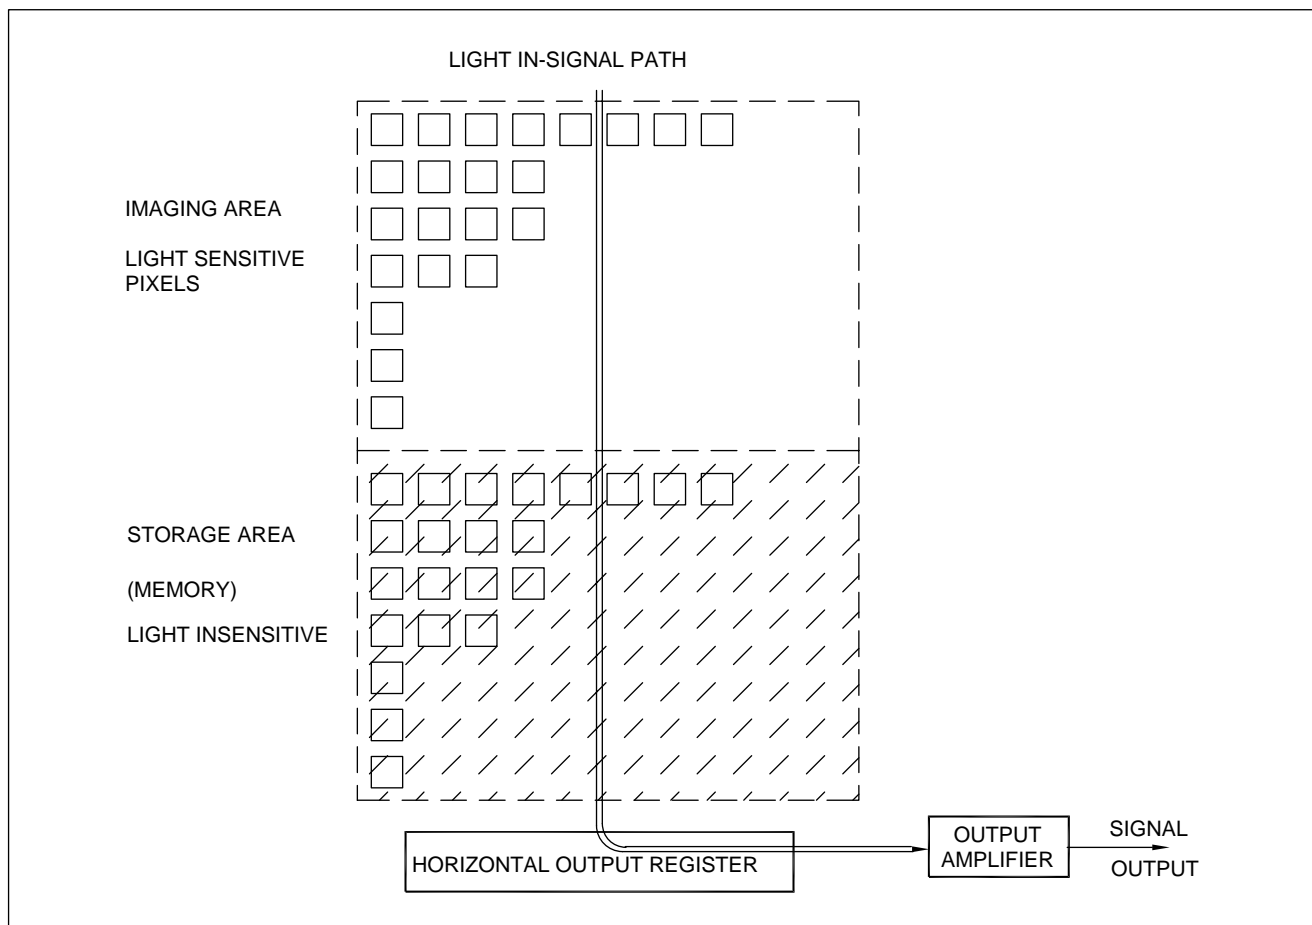 LIGHT IN-SIGNAL PATH
IMAGING AREA
LIGHT SENSITIVE
PIXELS
STORAGE AREA
(MEMORY)
LIGHT INSENSITIVE
HORIZONTAL OUTPUT REGISTER
OUTPUT
AMPLIFIER
SIGNAL
OUTPUT